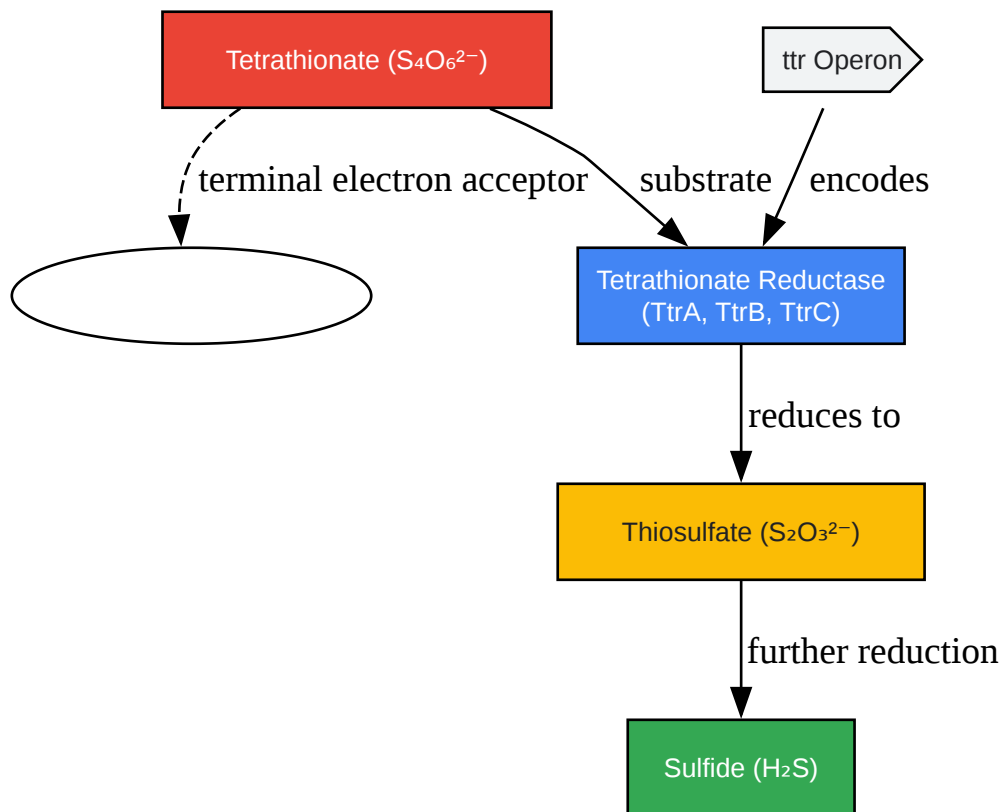 Tetrathionate (S₄O₆²⁻)
ttr Operon
terminal electron acceptor
substrate
encodes
Tetrathionate Reductase
(TtrA, TtrB, TtrC)
reduces to
Thiosulfate (S₂O₃²⁻)
further reduction
Sulfide (H₂S)